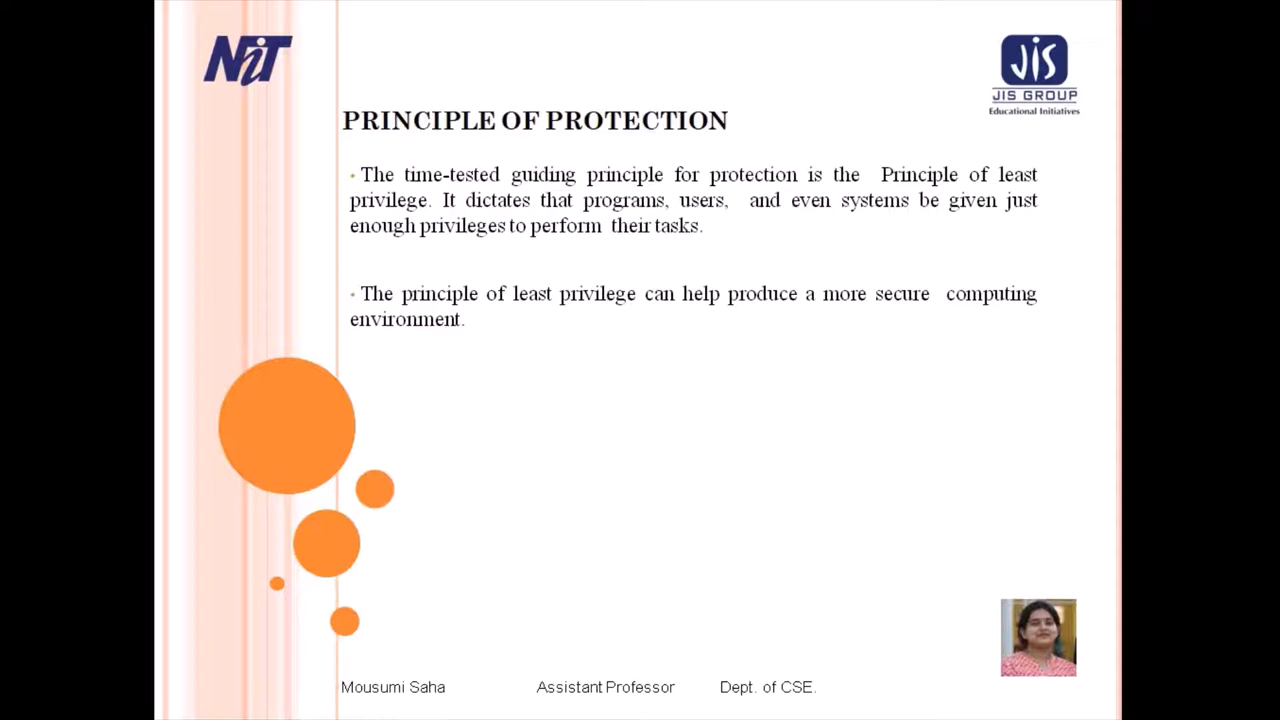 NiT
JIS
JIS GROUP
Educational Initiatives
PRINCIPLE OF PROTECTION
• The time-tested guiding principle for protection is the Principle of least
privilege. It dictates that programs, users, and even systems be given just
enough privileges to perform their tasks.
• The principle of least privilege can help produce a more secure computing
environment.
Mousumi Saha Assistant Professor Dept. of CSE.